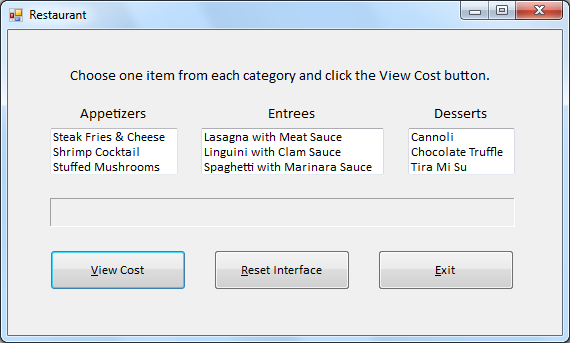 Restaurant
Choose one item from each category and click the View Cost button.
Appetizers Entrees Desserts
Steak Fries & Cheese Lasagna with Meat Sauce Cannoli
Shrimp Cocktail Linguini with Clam Sauce Chocolate Truffle
Stuffed Mushrooms Spaghetti with Marinara Sauce Tira Mi Su
View Cost Reset Interface Exit